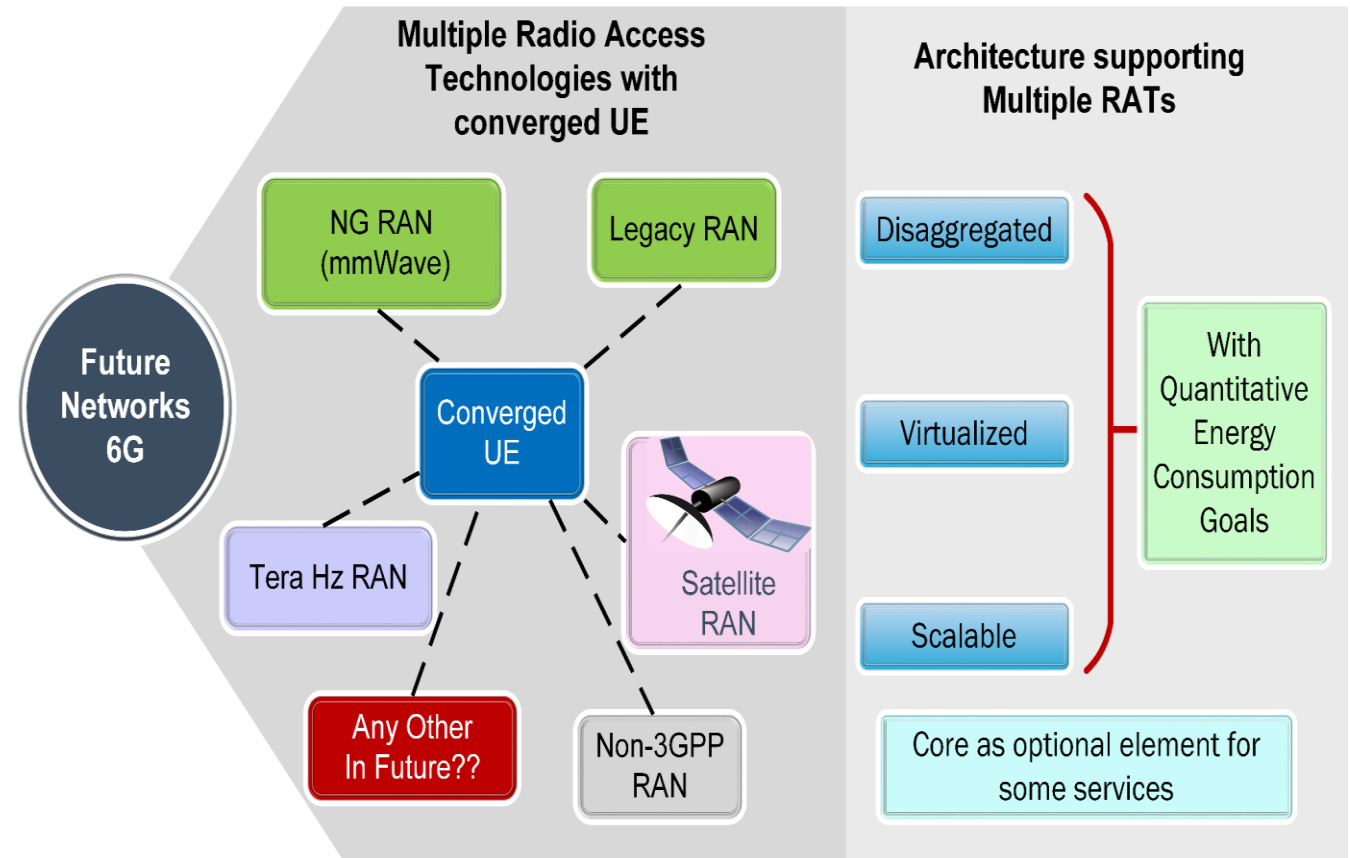 Multiple Radio Access
Technologies with
converged UE
Architecture supporting
Multiple RATs
Future
Networks
6G
NG RAN
(mmWave)
Legacy RAN
Converged
UE
Tera Hz RAN
Satellite
RAN
Any Other
In Future??
Non-3GPP
RAN
Disaggregated
Virtualized
Scalable
With
Quantitative
Energy
Consumption
Goals
Core as optional element for
some services